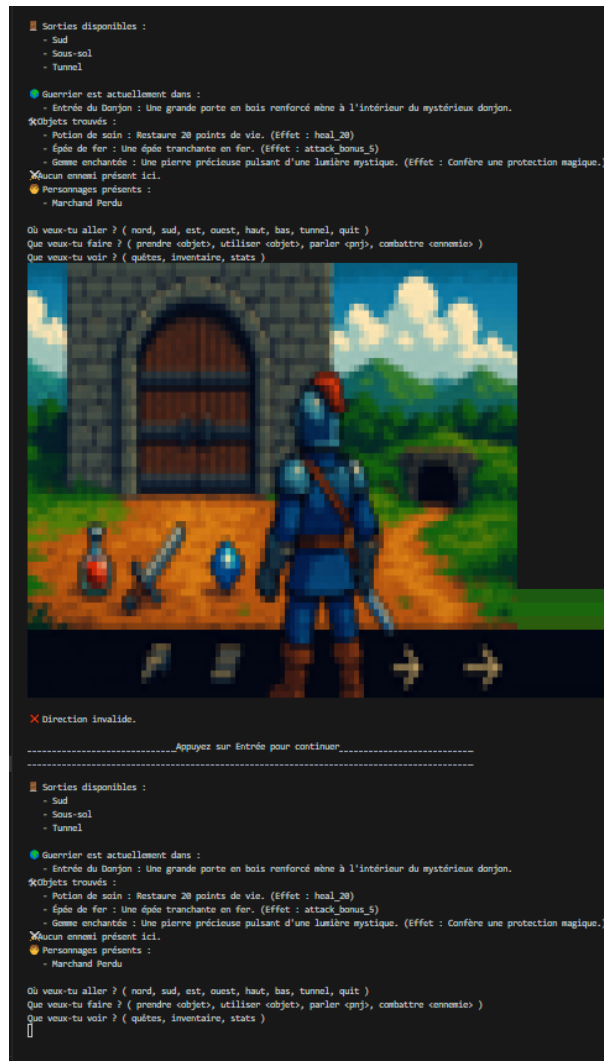 🚪 Sorties disponibles :
- Sud
- Sous-sol
- Tunnel
🌍 Guerrier est actuellement dans :
- Entrée du Donjon : Une grande porte en bois renforcé mène à l'intérieur du mystérieux donjon.
🛠Objets trouvés :
- Potion de soin : Restaure 20 points de vie. (Effet : heal_20)
- Épée de fer : Une épée tranchante en fer. (Effet : attack_bonus_5)
- Gemme enchantée : Une pierre précieuse pulsant d'une lumière mystique. (Effet : Confère une protection magique.)
⚔Aucun ennemi présent ici.
🧑 Personnages présents :
- Marchand Perdu
Où veux-tu aller ? ( nord, sud, est, ouest, haut, bas, tunnel, quit )
Que veux-tu faire ? ( prendre <objet>, utiliser <objet>, parler <pnj>, combattre <ennemie> )
Que veux-tu voir ? ( quêtes, inventaire, stats )
❌ Direction invalide.
______________________________Appuyez sur Entrée pour continuer___________________________
🚪 Sorties disponibles :
- Sud
- Sous-sol
- Tunnel
🌍 Guerrier est actuellement dans :
- Entrée du Donjon : Une grande porte en bois renforcé mène à l'intérieur du mystérieux donjon.
🛠Objets trouvés :
- Potion de soin : Restaure 20 points de vie. (Effet : heal_20)
- Épée de fer : Une épée tranchante en fer. (Effet : attack_bonus_5)
- Gemme enchantée : Une pierre précieuse pulsant d'une lumière mystique. (Effet : Confère une protection magique.)
⚔Aucun ennemi présent ici.
🧑 Personnages présents :
- Marchand Perdu
Où veux-tu aller ? ( nord, sud, est, ouest, haut, bas, tunnel, quit )
Que veux-tu faire ? ( prendre <objet>, utiliser <objet>, parler <pnj>, combattre <ennemie> )
Que veux-tu voir ? ( quêtes, inventaire, stats )